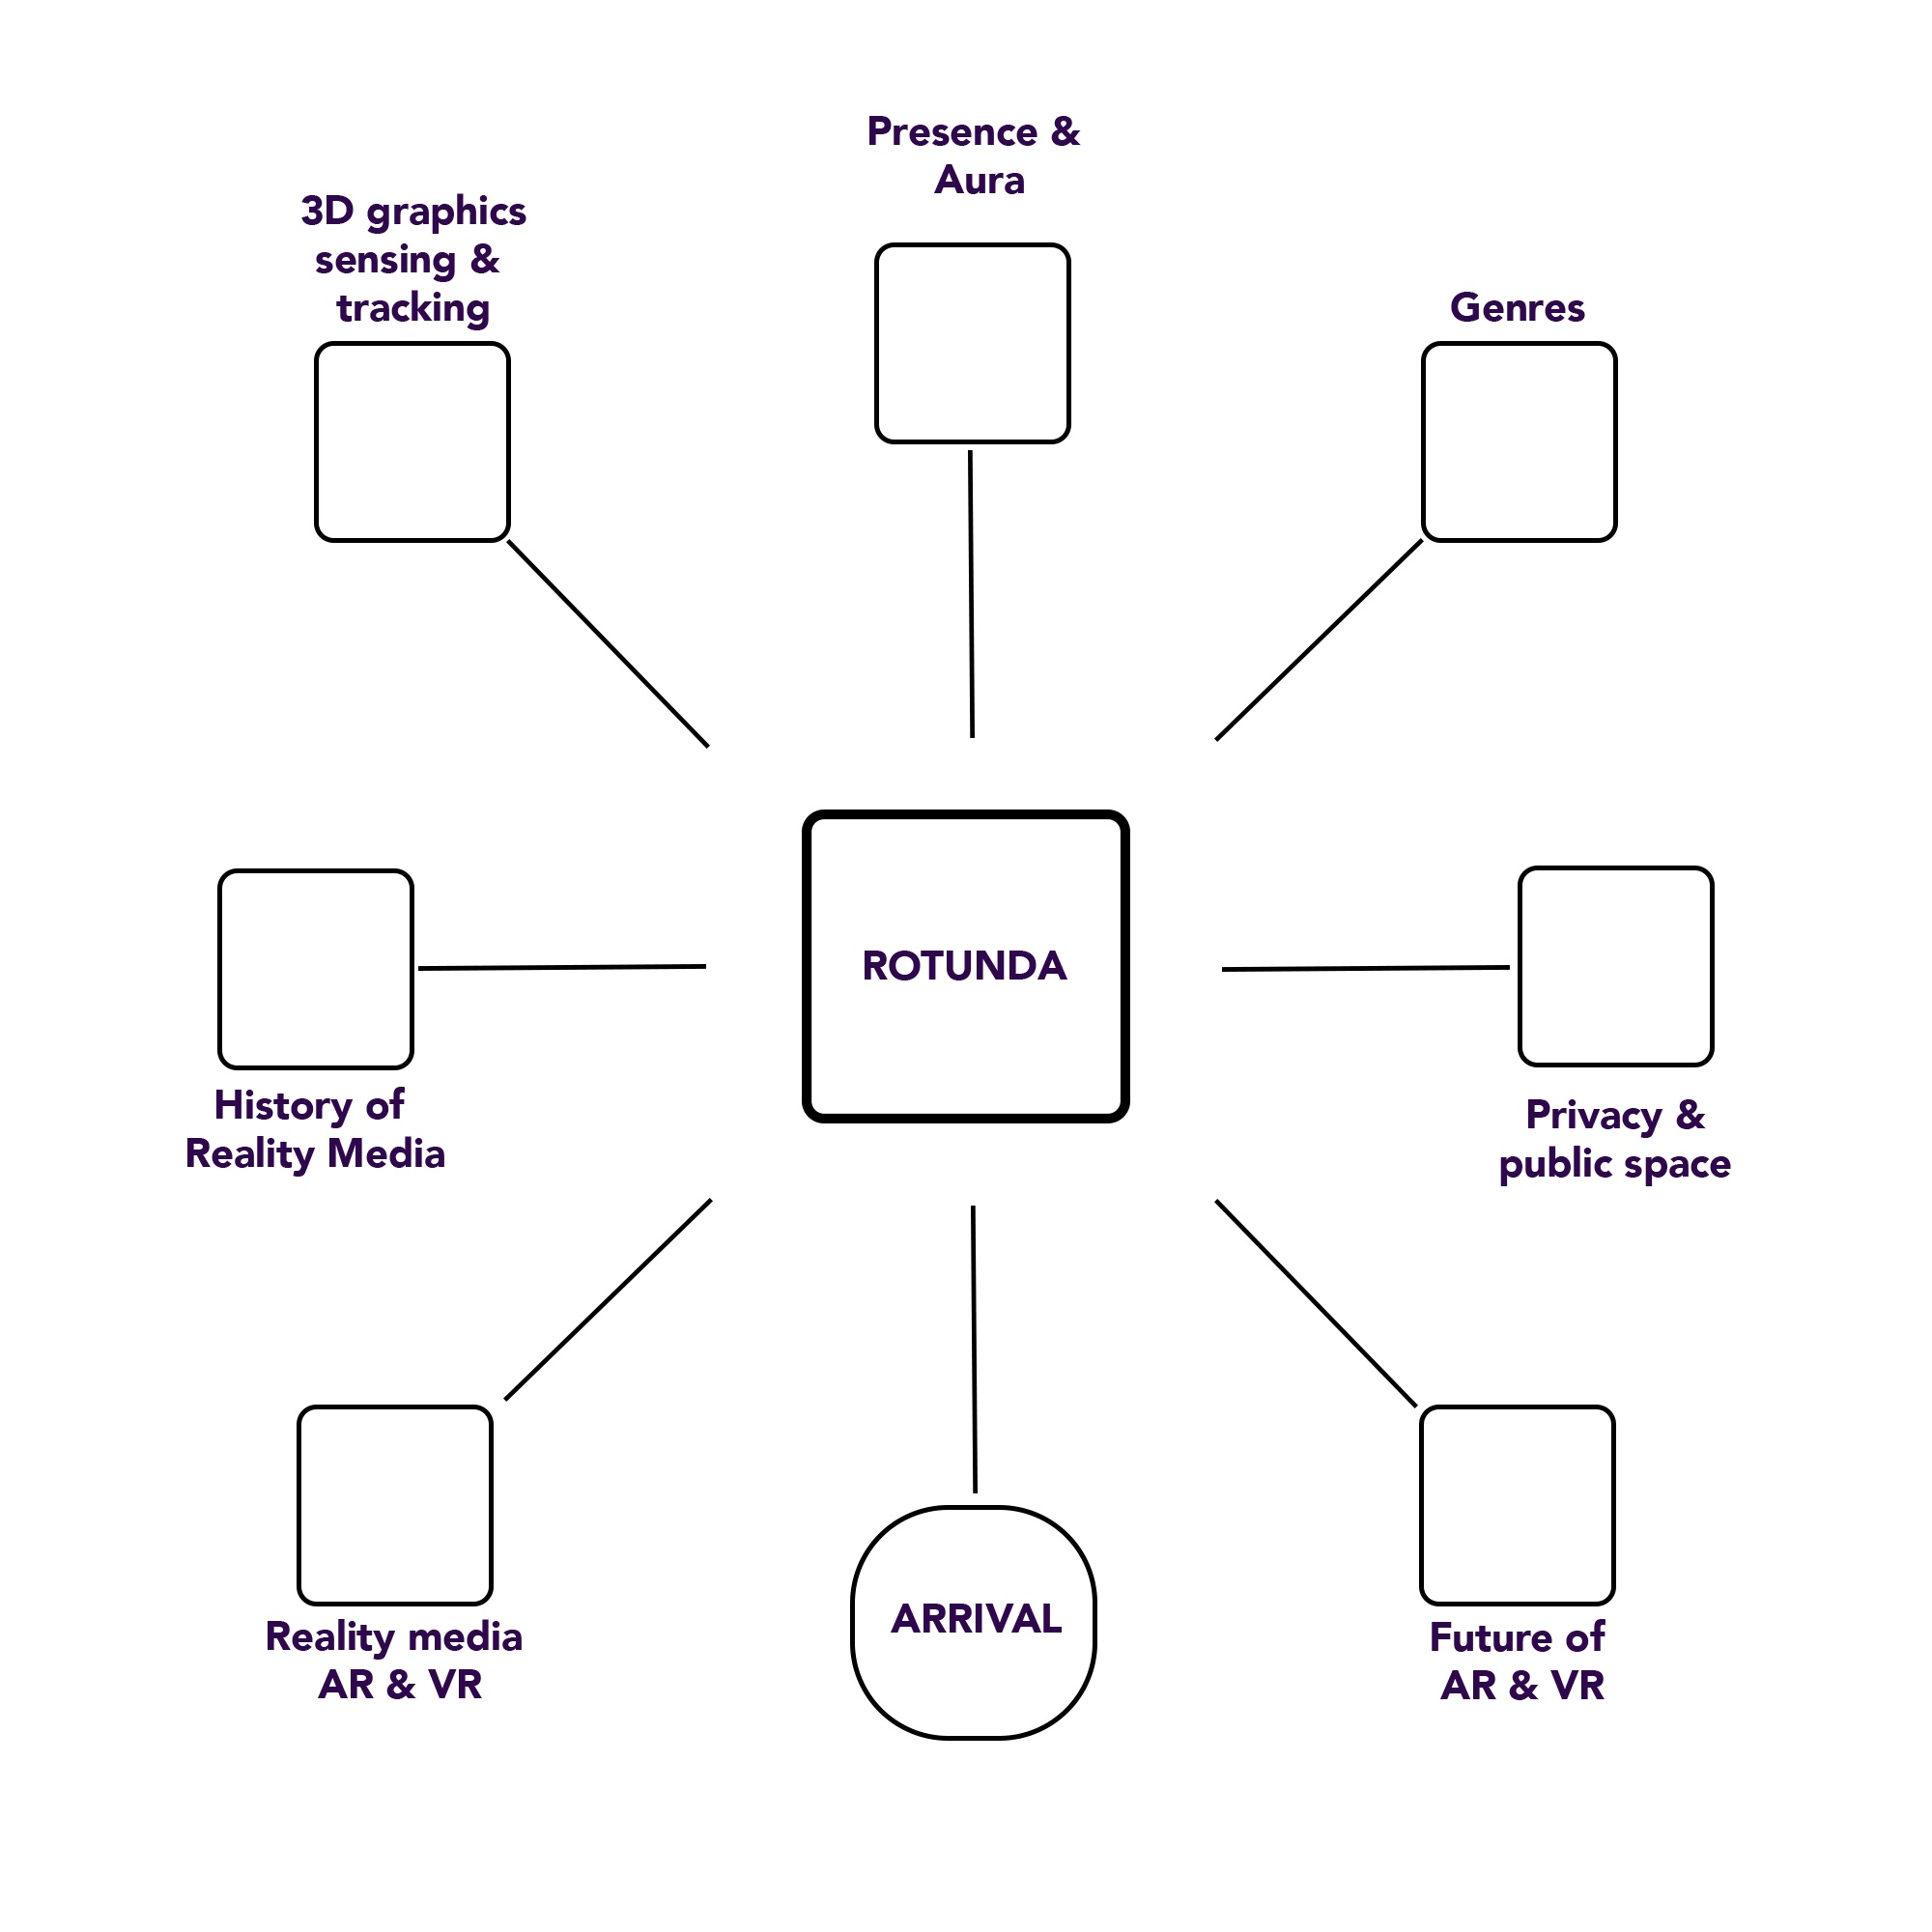 Presence &
Aura
3D graphics
sensing &
tracking
Genres
ROTUNDA
History of
Reality Media
Privacy &
public space
Reality media
AR & VR
ARRIVAL
Future of
AR & VR